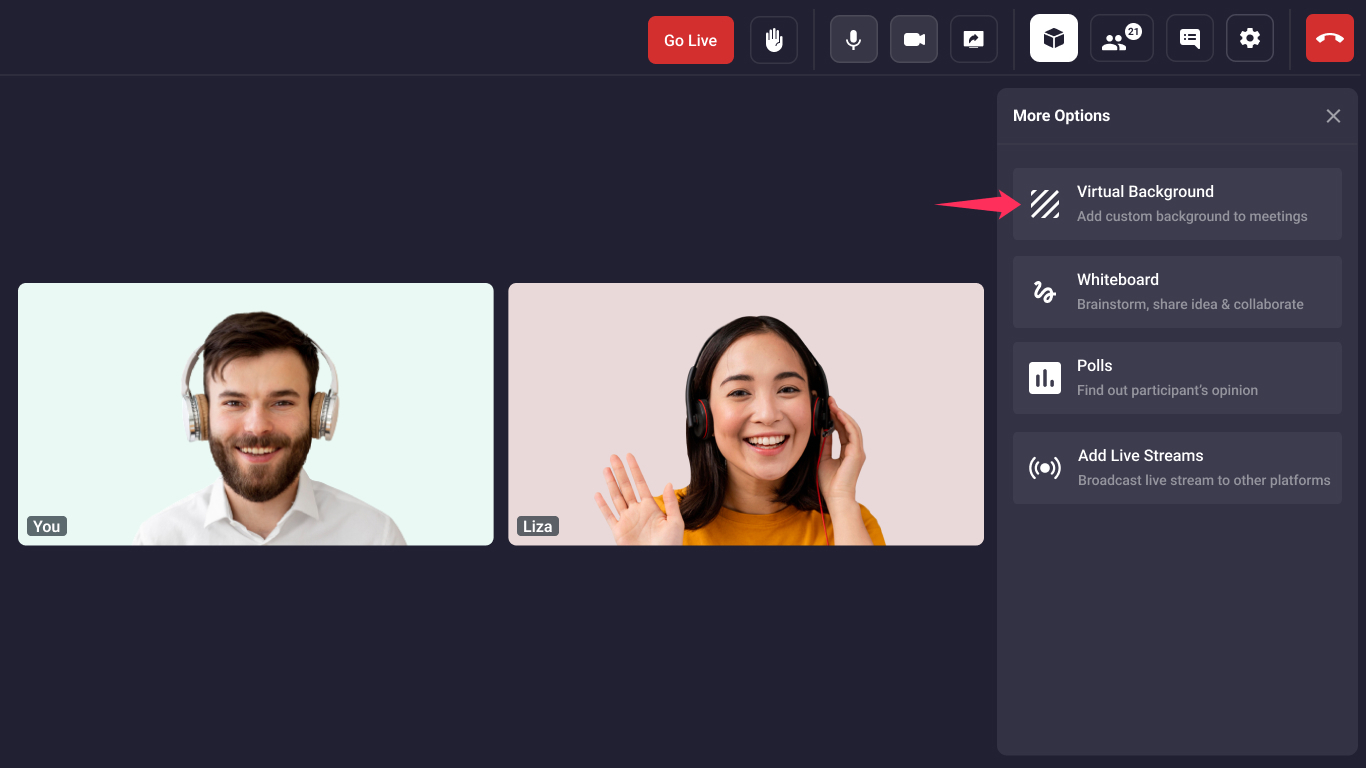 Go Live
21
More Options
Virtual Background
Add custom background to meetings
Whiteboard
Brainstorm, share idea & collaborate
Polls
Find out participant's opinion
Add Live Streams
Broadcast live stream to other platforms
You
Liza